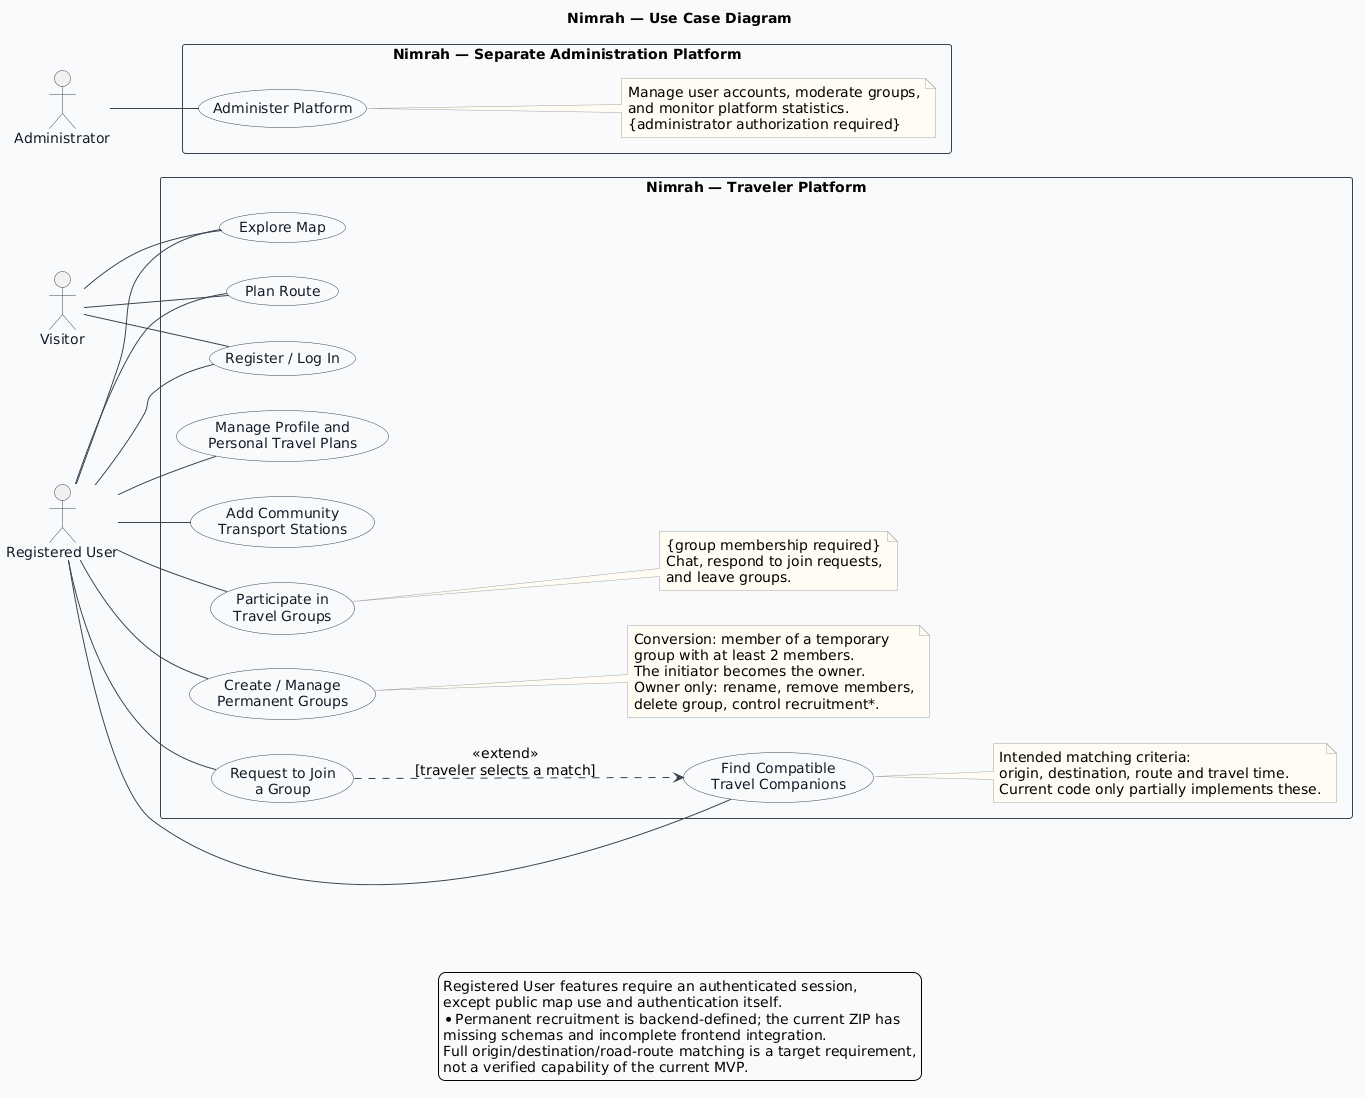 Nimrah — Use Case Diagram
Nimrah — Separate Administration Platform
Administrator
Administer Platform
Manage user accounts, moderate groups,
and monitor platform statistics.
{administrator authorization required}
Nimrah — Traveler Platform
Explore Map
Visitor
Plan Route
Register / Log In
Manage Profile and
Personal Travel Plans
Registered User
Add Community
Transport Stations
{group membership required}
Chat, respond to join requests,
and leave groups.
Participate in
Travel Groups
Conversion: member of a temporary
group with at least 2 members.
The initiator becomes the owner.
Owner only: rename, remove members,
delete group, control recruitment*.
Create / Manage
Permanent Groups
Request to Join
a Group
«extend»
[traveler selects a match]
Find Compatible
Travel Companions
Intended matching criteria:
origin, destination, route and travel time.
Current code only partially implements these.
Registered User features require an authenticated session,
except public map use and authentication itself.
• Permanent recruitment is backend-defined; the current ZIP has
missing schemas and incomplete frontend integration.
Full origin/destination/road-route matching is a target requirement,
not a verified capability of the current MVP.